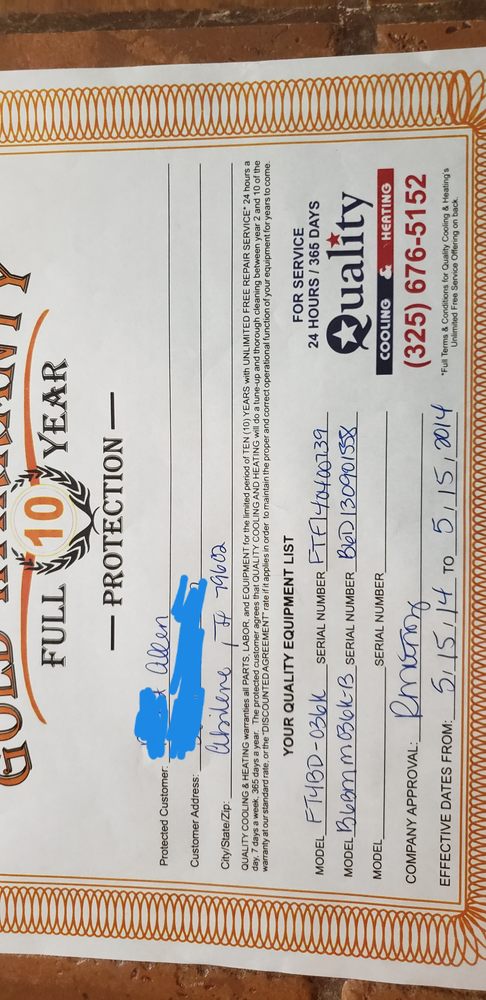 GOLD WARRANTY
FULL 10 YEAR
— PROTECTION —
Protected Customer: Allen
Customer Address:
City/State/Zip: Abilene, TX 79602
QUALITY COOLING & HEATING warranties all PARTS, LABOR, and EQUIPMENT for the limited period of TEN (10) YEARS with UNLIMITED FREE REPAIR SERVICE* 24 hours a
day, 7 days a week, 365 days a year. The protected customer agrees that QUALITY COOLING AND HEATING will do a tune-up and thorough cleaning between year 2 and 10 of the
warranty at our standard rate, or the "DISCOUNTED AGREEMENT" rate if it applies in order to maintain the proper and correct operational function of your equipment for years to come.
YOUR QUALITY EQUIPMENT LIST
MODEL FT4BD-036K SERIAL NUMBER FTF140400739
MODEL B6BMM036K-B SERIAL NUMBER B6D130901358
MODEL SERIAL NUMBER
COMPANY APPROVAL:
EFFECTIVE DATES FROM: 5/15/14 TO 5/15/2014
FOR SERVICE
24 HOURS / 365 DAYS
Quality
COOLING & HEATING
(325) 676-5152
*Full Terms & Conditions for Quality Cooling & Heating's
Unlimited Free Service Offering on back.